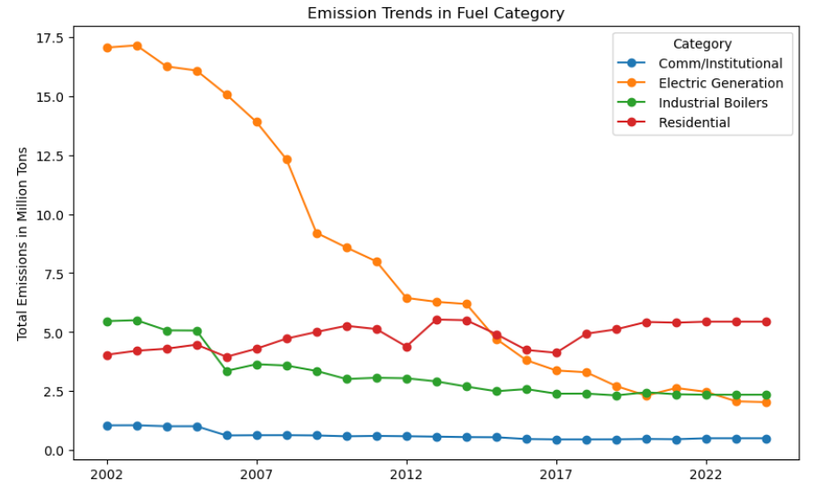 Emission Trends in Fuel Category
Category
Comm/Institutional
Electric Generation
Industrial Boilers
Residential
Total Emissions in Million Tons
17.5
15.0
12.5
10.0
7.5
5.0
2.5
0.0
2002 2007 2012 2017 2022